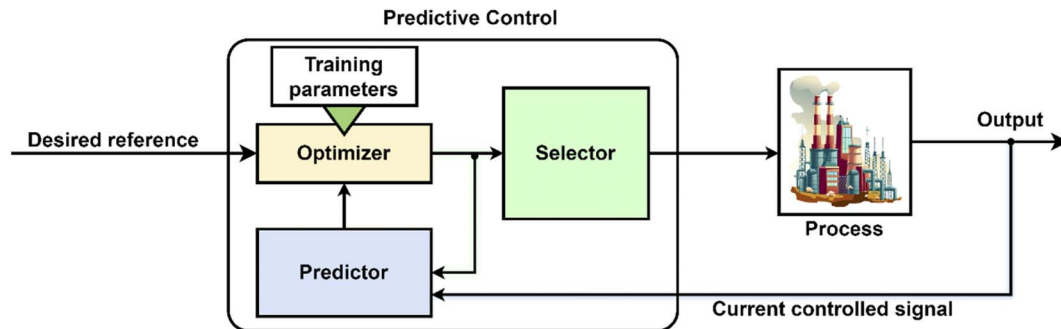 Predictive Control
Training
parameters
Desired reference
Optimizer
Selector
Output
Process
Predictor
Current controlled signal